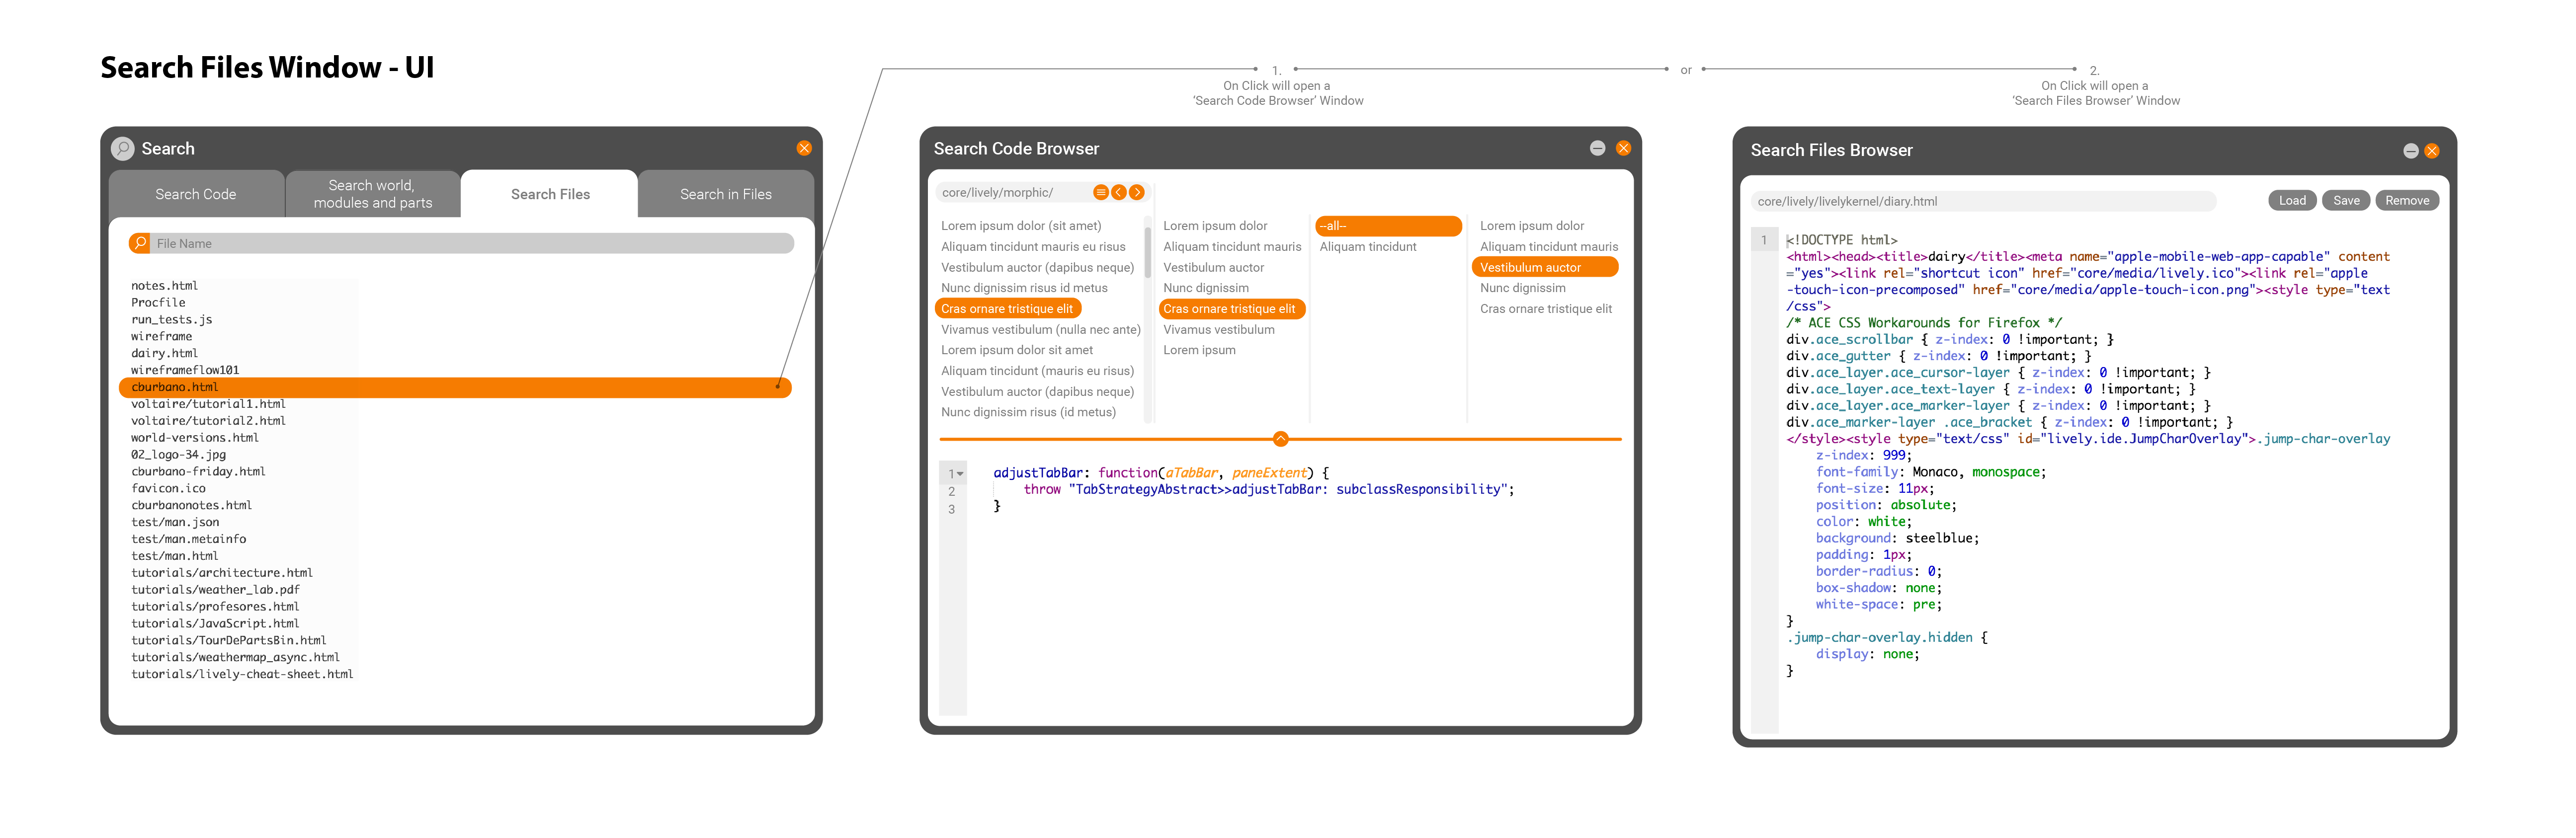 Search Files Window - UI
1.
On Click will open a
‘Search Code Browser’ Window
or
2.
On Click will open a
‘Search Files Browser’ Window
Search
Search Code
Search world,
modules and parts
Search Files
Search in Files
File Name
notes.html
Procfile
run_tests.js
wireframe
dairy.html
wireframeflow101
cburbano.html
voltaire/tutorial1.html
voltaire/tutorial2.html
world-versions.html
02_logo-34.jpg
cburbano-friday.html
favicon.ico
cburbanonotes.html
test/man.json
test/man.metainfo
test/man.html
tutorials/architecture.html
tutorials/weather_lab.pdf
tutorials/profesores.html
tutorials/JavaScript.html
tutorials/TourDePartsBin.html
tutorials/weathermap_async.html
tutorials/lively-cheat-sheet.html
Search Code Browser
core/lively/morphic/
Lorem ipsum dolor (sit amet)
Aliquam tincidunt mauris eu risus
Vestibulum auctor (dapibus neque)
Nunc dignissim risus id metus
Cras ornare tristique elit
Vivamus vestibulum (nulla nec ante)
Lorem ipsum dolor sit amet
Aliquam tincidunt (mauris eu risus)
Vestibulum auctor (dapibus neque)
Nunc dignissim risus (id metus)
Lorem ipsum dolor
Aliquam tincidunt mauris
Vestibulum auctor
Nunc dignissim
Cras ornare tristique elit
Vivamus vestibulum
Lorem ipsum
--all--
Aliquam tincidunt
Lorem ipsum dolor
Aliquam tincidunt mauris
Vestibulum auctor
Nunc dignissim
Cras ornare tristique elit
1 adjustTabBar: function(aTabBar, paneExtent) {
2 throw "TabStrategyAbstract>>adjustTabBar: subclassResponsibility";
3 }
Search Files Browser
core/lively/livelykernel/diary.html
Load
Save
Remove
1 <!DOCTYPE html>
<html><head><title>dairy</title><meta name="apple-mobile-web-app-capable" content
="yes"><link rel="shortcut icon" href="core/media/lively.ico"><link rel="apple
-touch-icon-precomposed" href="core/media/apple-touch-icon.png"><style type="text
/css">
/* ACE CSS Workarounds for Firefox */
div.ace_scrollbar { z-index: 0 !important; }
div.ace_gutter { z-index: 0 !important; }
div.ace_layer.ace_cursor-layer { z-index: 0 !important; }
div.ace_layer.ace_text-layer { z-index: 0 !important; }
div.ace_layer.ace_marker-layer { z-index: 0 !important; }
div.ace_marker-layer .ace_bracket { z-index: 0 !important; }
</style><style type="text/css" id="lively.ide.JumpCharOverlay">.jump-char-overlay
z-index: 999;
font-family: Monaco, monospace;
font-size: 11px;
position: absolute;
color: white;
background: steelblue;
padding: 1px;
border-radius: 0;
box-shadow: none;
white-space: pre;
}
.jump-char-overlay.hidden {
display: none;
}